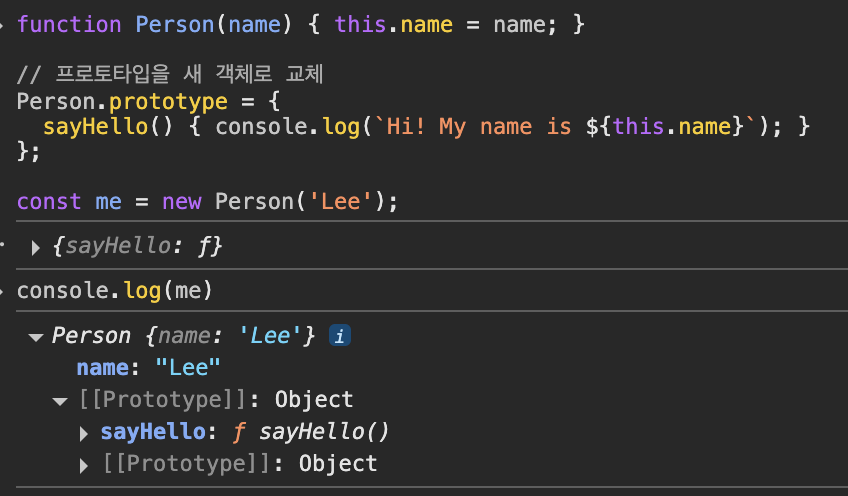 function Person(name) { this.name = name; }
// 프로토타입을 새 객체로 교체
Person.prototype = {
  sayHello() { console.log(`Hi! My name is ${this.name}`); }
};
const me = new Person('Lee');
{sayHello: ƒ}
console.log(me)
Person {name: 'Lee'} i
name: "Lee"
[[Prototype]]: Object
sayHello: ƒ sayHello()
[[Prototype]]: Object